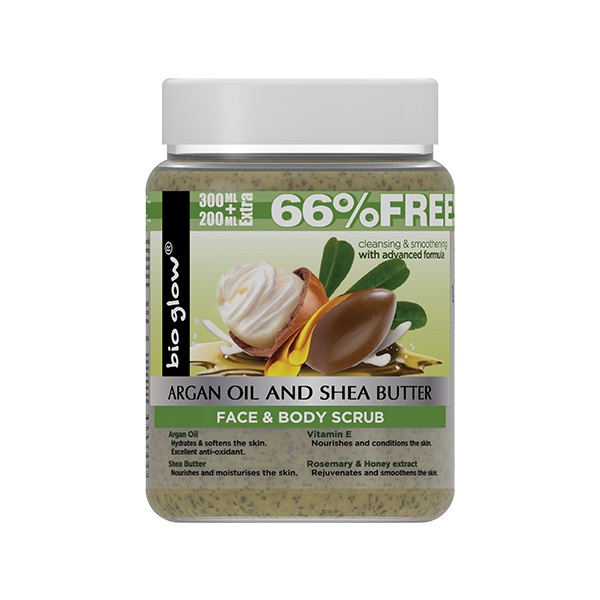 300ML + 200ML Extra 66% FREE
cleansing & smoothening
with advanced formula
bio glow®
ARGAN OIL AND SHEA BUTTER
FACE & BODY SCRUB
Argan Oil
Hydrates & softens the skin.
Excellent anti-oxidant.
Shea Butter
Nourishes and moisturises the skin.
Vitamin E
Nourishes and conditions the skin.
Rosemary & Honey extract
Rejuvenates and smoothens the skin.